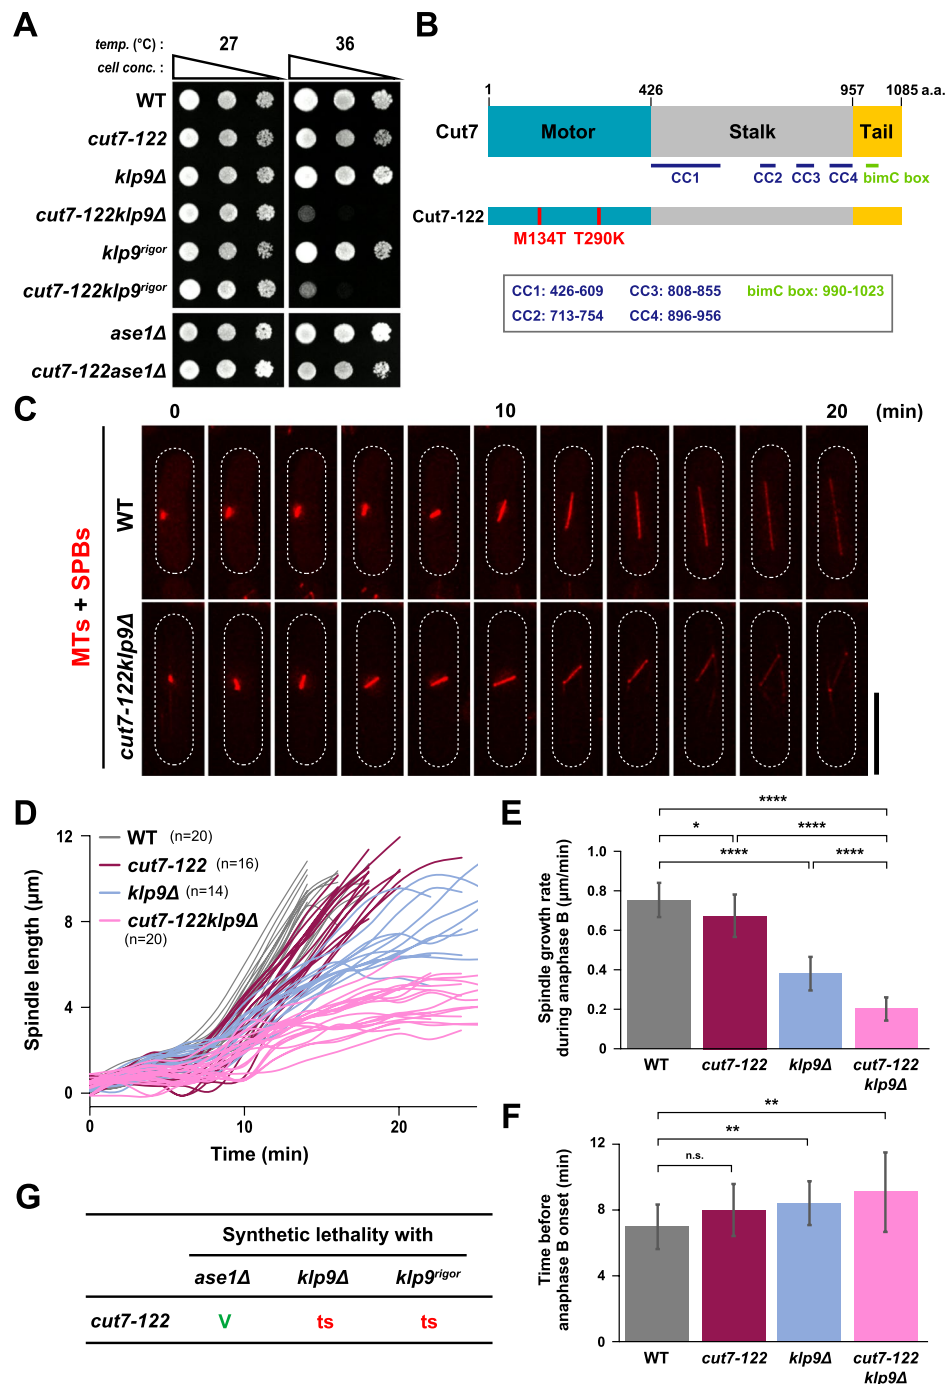 A
temp. (°C) : 27 36
cell conc. :
WT
cut7-122
klp9Δ
cut7-122klp9Δ
klp9rigor
cut7-122klp9rigor
ase1Δ
cut7-122ase1Δ
B
1 426 957 1085 a.a.
Cut7 Motor Stalk Tail
CC1 CC2 CC3 CC4 bimC box
Cut7-122
M134T T290K
CC1: 426-609 CC3: 808-855 bimC box: 990-1023
CC2: 713-754 CC4: 896-956
C
0 10 20 (min)
MTs + SPBs
WT
cut7-122klp9Δ
D
Spindle length (μm)
12
8
4
0
WT (n=20)
cut7-122 (n=16)
klp9Δ (n=14)
cut7-122klp9Δ
(n=20)
0 10 20
Time (min)
E
Spindle growth rate
during anaphase B (μm/min)
1.0
0.8
0.6
0.4
0.2
0
****
* ****
**** ****
WT cut7-122 klp9Δ cut7-122
klp9Δ
F
Time before
anaphase B onset (min)
12
8
4
0
**
**
n.s.
WT cut7-122 klp9Δ cut7-122
klp9Δ
G
Synthetic lethality with
ase1Δ klp9Δ klp9rigor
cut7-122 V ts ts